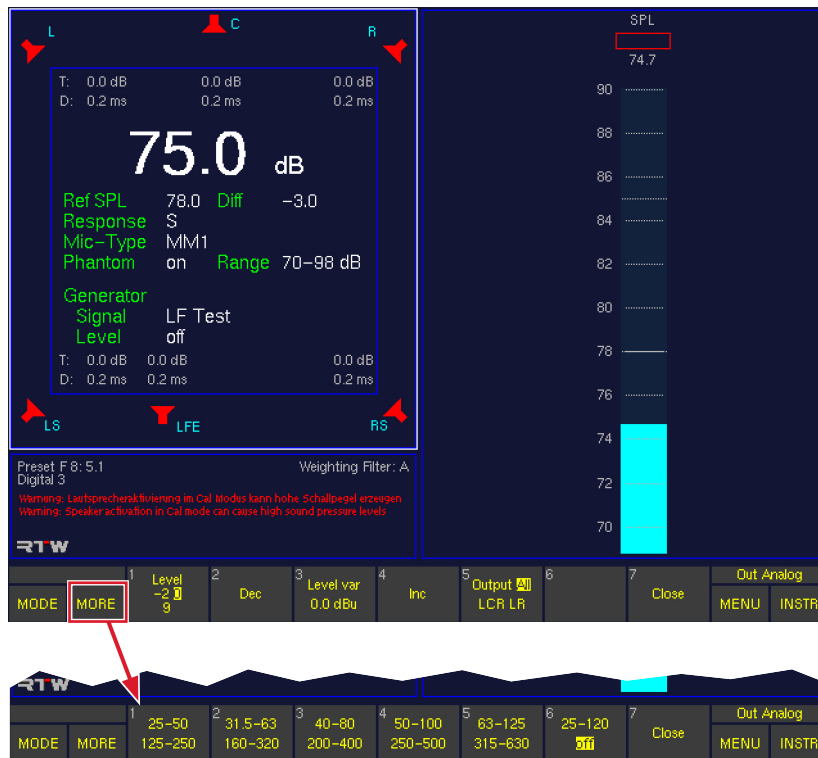 L C R
T: 0.0 dB 0.0 dB 0.0 dB
D: 0.2 ms 0.2 ms 0.2 ms
75.0 dB
Ref SPL 78.0 Diff −3.0
Response S
Mic−Type MM1
Phantom on Range 70−98 dB
Generator
Signal LF Test
Level off
T: 0.0 dB 0.0 dB 0.0 dB
D: 0.2 ms 0.2 ms 0.2 ms
LS LFE RS
Preset F 8: 5.1 Weighting Filter: A
Digital 3
Warnung: Lautsprecheraktivierung im Cal Modus kann hohe Schallpegel erzeugen
Warning: Speaker activation in Cal mode can cause high sound pressure levels
RTW
SPL
74.7
90
88
86
84
82
80
78
76
74
72
70
MODE MORE
1 Level
−2 0
9
2 Dec
3 Level var
0.0 dBu
4 Inc
5 Output All
LCR LR
6
7 Close
Out Analog
MENU INSTR
RTW
MODE MORE
1 25−50
125−250
2 31.5−63
160−320
3 40−80
200−400
4 50−100
250−500
5 63−125
315−630
6 25−120
off
7 Close
Out Analog
MENU INSTR